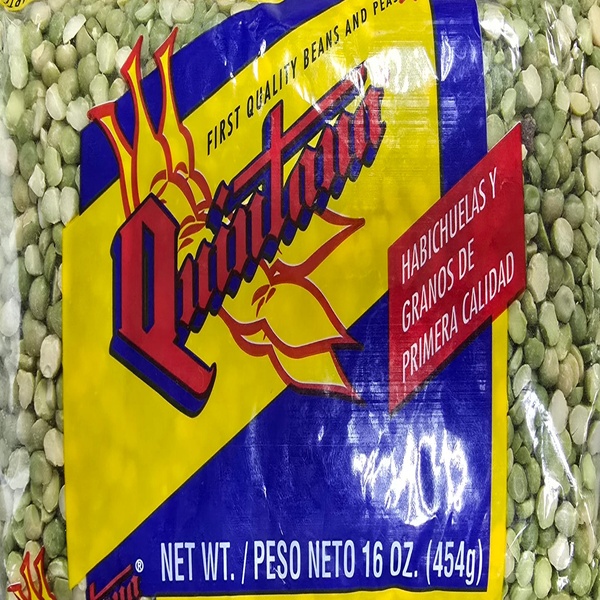 FIRST QUALITY BEANS AND PEAS
Quintana
HABICHUELAS Y
GRANOS DE
PRIMERA CALIDAD
NET WT. / PESO NETO 16 OZ. (454g)
®